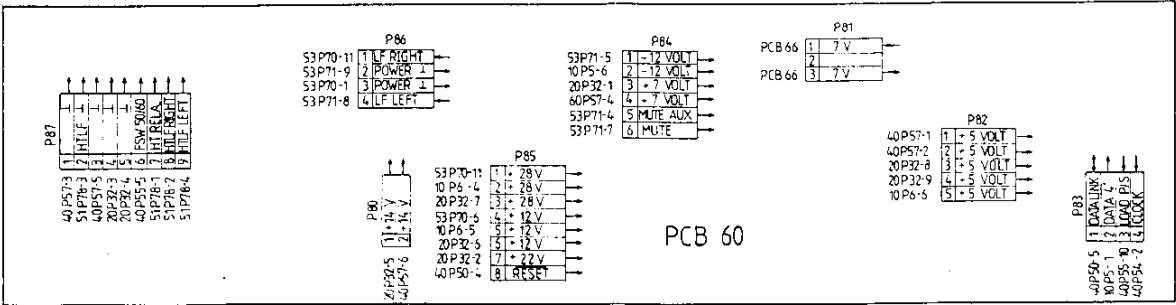 P86
53P70-11 1 LF RIGHT
53P71-9 2 POWER ⊥
53P70-1 3 POWER ⊥
53P71-8 4 LF LEFT
P84
53P71-5 1 -12 VOLT
10P5-6 2 -12 VOLT
20P32-1 3 + 7 VOLT
60P57-4 4 + 7 VOLT
53P71-4 5 MUTE AUX
53P71-7 6 MUTE
P81
PCB 66 1 7 V
2
PCB 66 3 7 V
P87
40P57-3 1 ⊥
51P78-3 2 HT LF
40P57-5 3 ⊥
20P32-3 4 ⊥
20P32-4 5 ⊥
40P55-5 6 FSW 50/60
51P78-1 7 HT RELA.
51P78-2 8 HTLF RIGHT
51P78-4 9 HTLF LEFT
P80
20P32-5 1 +14 V
40P57-6 2 +14 V
P85
53P70-11 1 + 28 V
10P6-4 2 + 28 V
20P32-7 3 + 28 V
53P70-6 4 + 12 V
10P6-5 5 + 12 V
20P32-6 6 + 12 V
20P32-2 7 + 22 V
40P50-4 8 RESET
PCB 60
P82
40P57-1 1 + 5 VOLT
40P57-2 2 + 5 VOLT
20P32-8 3 + 5 VOLT
20P32-9 4 + 5 VOLT
10P6-6 5 + 5 VOLT
P83
40P50-5 1 DATALINK
10P5-1 2 DATA 4
40P55-10 3 LOAD P/S
40P54-2 4 CLOCK